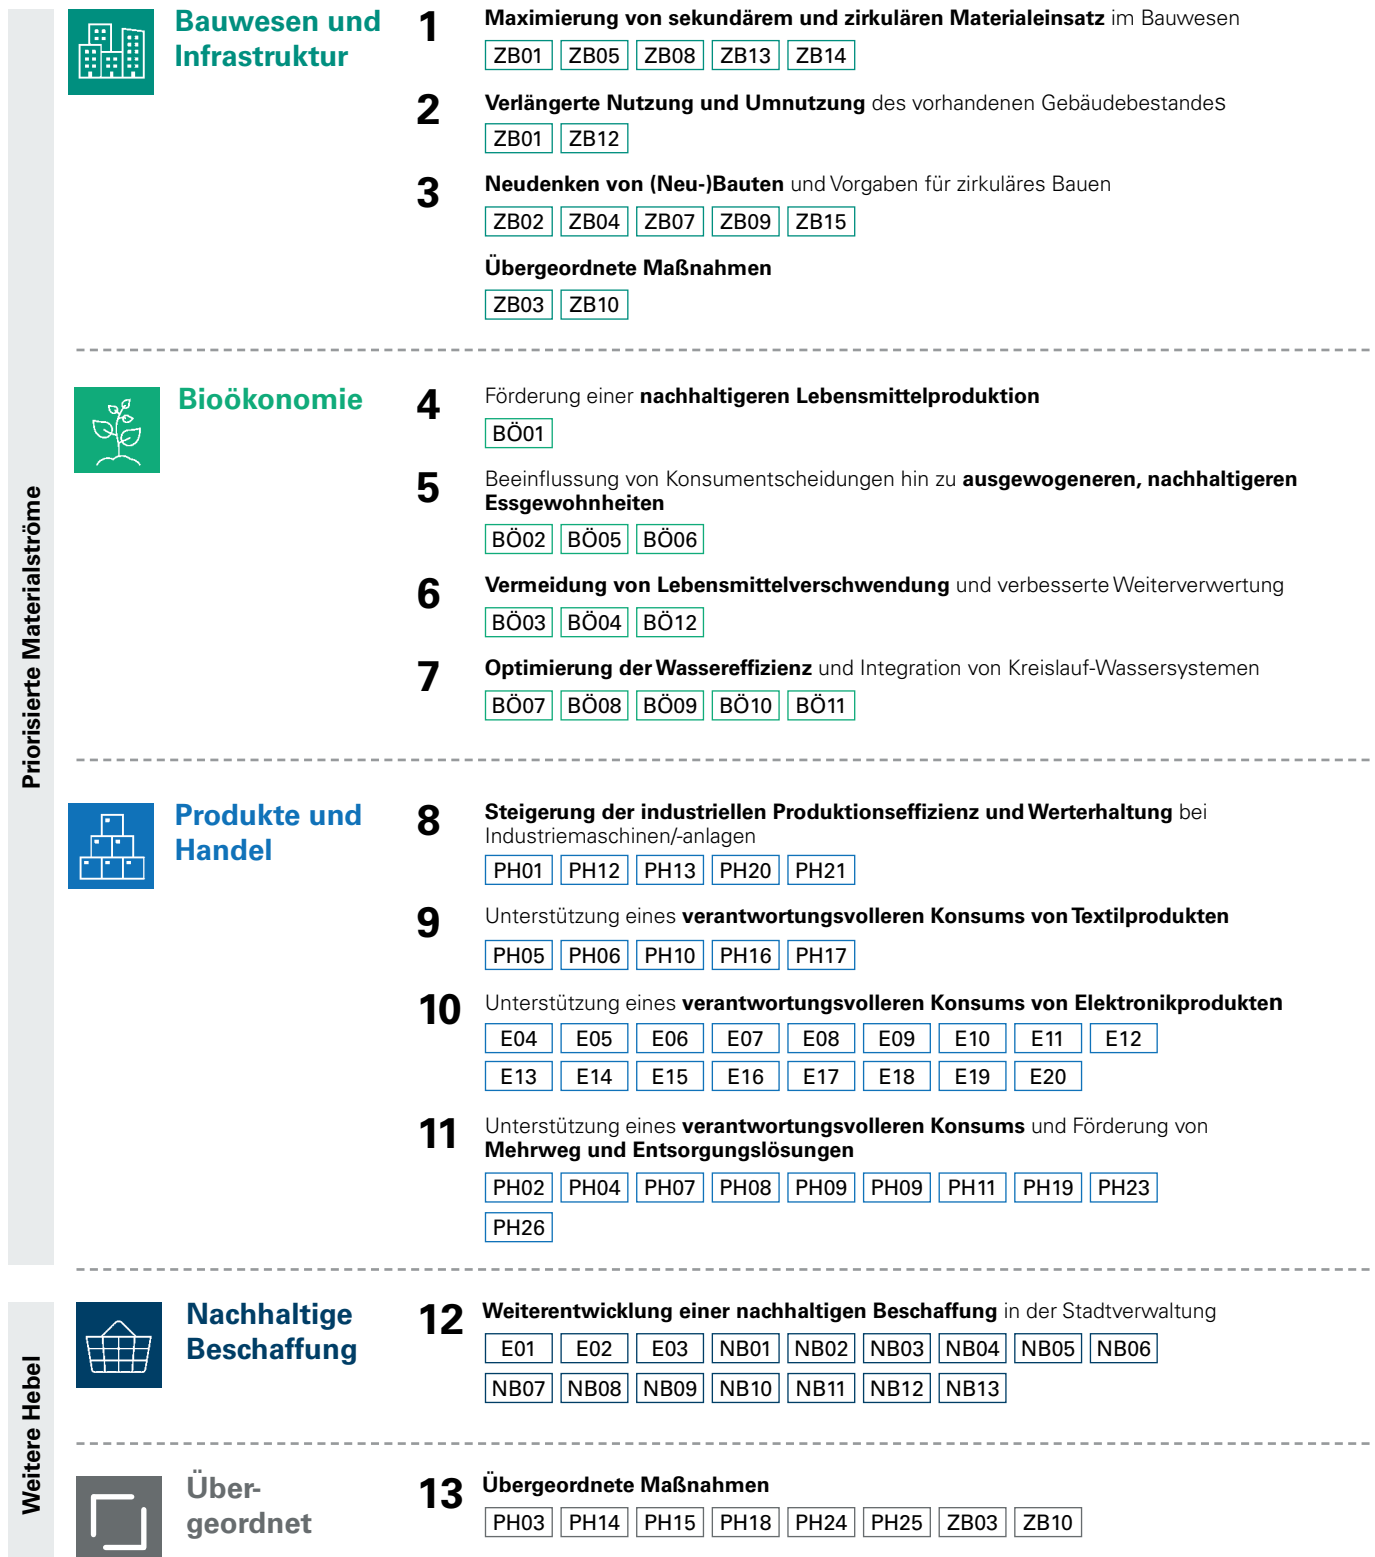 Priorisierte Materialströme
Bauwesen und
Infrastruktur
1
Maximierung von sekundärem und zirkulären Materialeinsatz im Bauwesen
ZB01 ZB05 ZB08 ZB13 ZB14
2
Verlängerte Nutzung und Umnutzung des vorhandenen Gebäudebestandes
ZB01 ZB12
3
Neudenken von (Neu-)Bauten und Vorgaben für zirkuläres Bauen
ZB02 ZB04 ZB07 ZB09 ZB15
Übergeordnete Maßnahmen
ZB03 ZB10
Bioökonomie
4
Förderung einer nachhaltigeren Lebensmittelproduktion
BÖ01
5
Beeinflussung von Konsumentscheidungen hin zu ausgewogeneren, nachhaltigeren
Essgewohnheiten
BÖ02 BÖ05 BÖ06
6
Vermeidung von Lebensmittelverschwendung und verbesserte Weiterverwertung
BÖ03 BÖ04 BÖ12
7
Optimierung der Wassereffizienz und Integration von Kreislauf-Wassersystemen
BÖ07 BÖ08 BÖ09 BÖ10 BÖ11
Produkte und
Handel
8
Steigerung der industriellen Produktionseffizienz und Werterhaltung bei
Industriemaschinen/-anlagen
PH01 PH12 PH13 PH20 PH21
9
Unterstützung eines verantwortungsvolleren Konsums von Textilprodukten
PH05 PH06 PH10 PH16 PH17
10
Unterstützung eines verantwortungsvolleren Konsums von Elektronikprodukten
E04 E05 E06 E07 E08 E09 E10 E11 E12
E13 E14 E15 E16 E17 E18 E19 E20
11
Unterstützung eines verantwortungsvolleren Konsums und Förderung von
Mehrweg und Entsorgungslösungen
PH02 PH04 PH07 PH08 PH09 PH09 PH11 PH19 PH23
PH26
Weitere Hebel
Nachhaltige
Beschaffung
12
Weiterentwicklung einer nachhaltigen Beschaffung in der Stadtverwaltung
E01 E02 E03 NB01 NB02 NB03 NB04 NB05 NB06
NB07 NB08 NB09 NB10 NB11 NB12 NB13
Über-
geordnet
13
Übergeordnete Maßnahmen
PH03 PH14 PH15 PH18 PH24 PH25 ZB03 ZB10